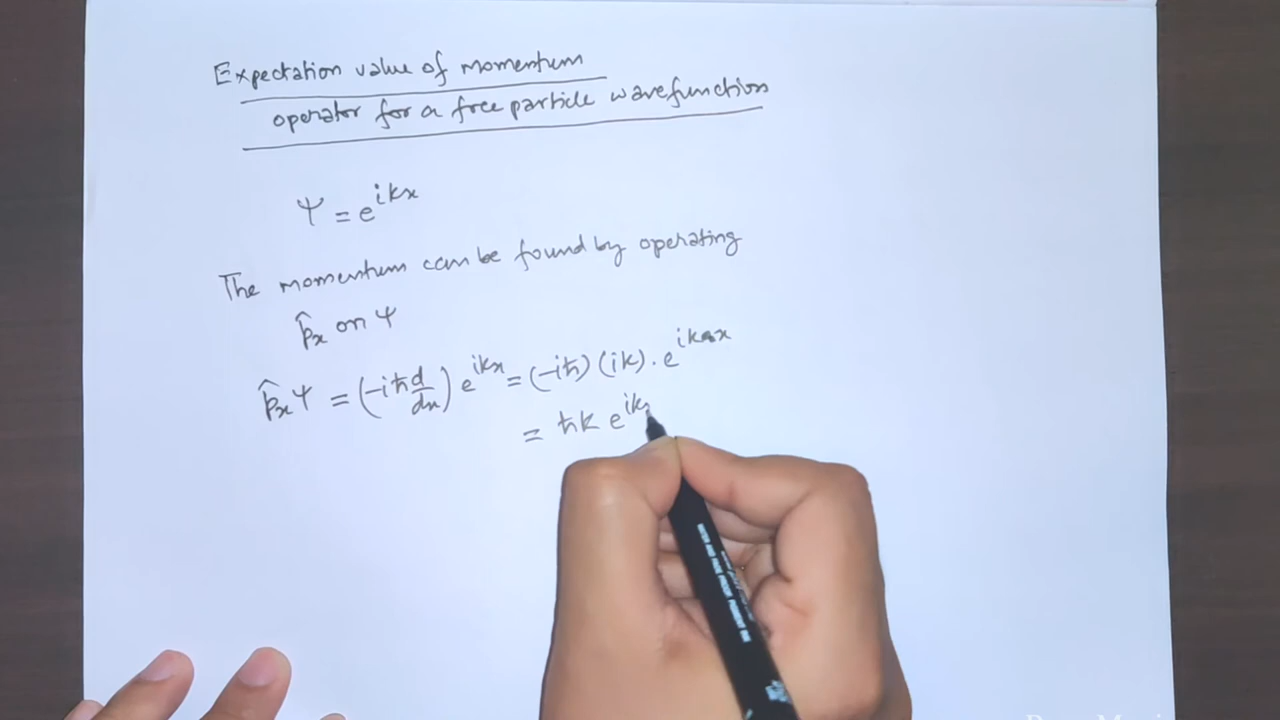 Expectation value of momentum
operator for a free particle wavefunction
Ψ = e^{ikx}
The momentum can be found by operating
p̂ₓ on Ψ
p̂ₓΨ = (-iħ d/dx) e^{ikx} = (-iħ) (ik) . e^{ikx}
= ħk e^{ik